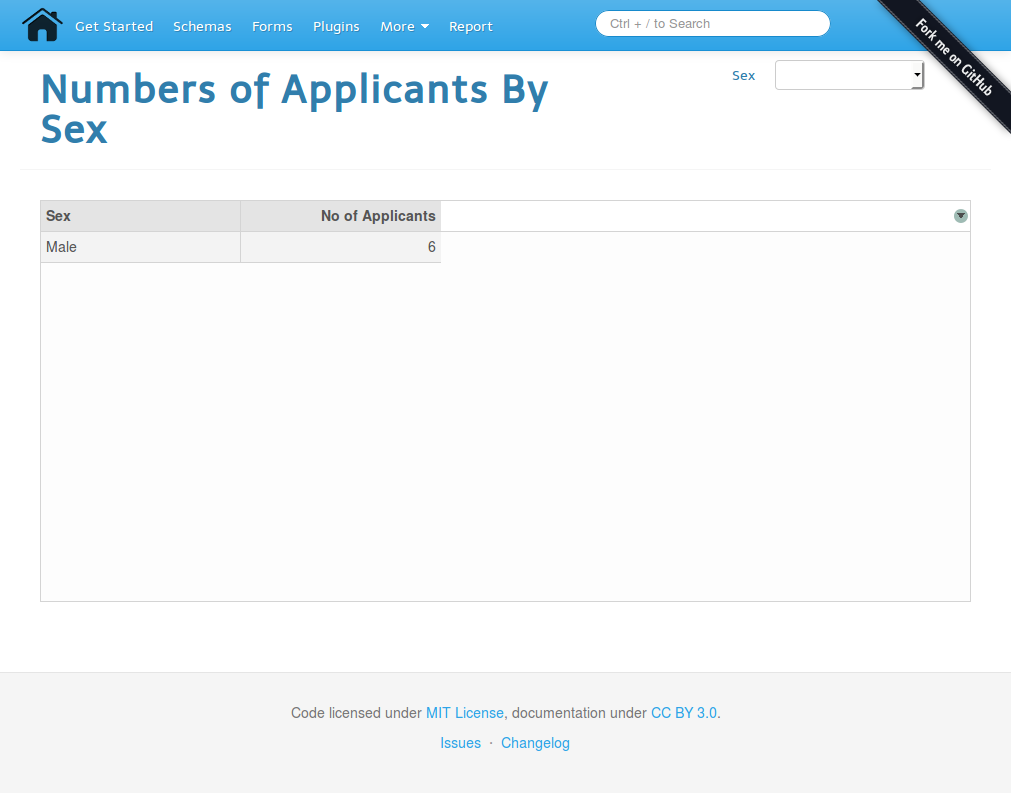 Get Started Schemas Forms Plugins More Report Ctrl + / to Search
Fork me on GitHub
Numbers of Applicants By
Sex
Sex
Sex No of Applicants
Male 6
Code licensed under MIT License, documentation under CC BY 3.0.
Issues · Changelog